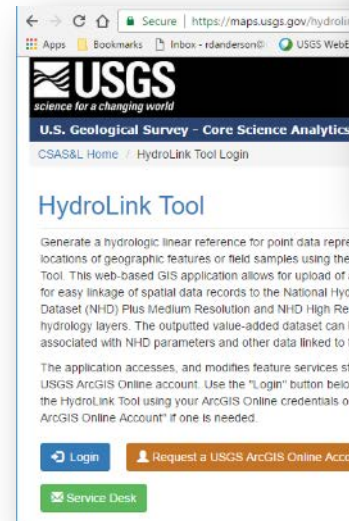 Secure | https://maps.usgs.gov/hydrolin
Apps Bookmarks Inbox - rdanderson@ USGS WebE
USGS
science for a changing world
U.S. Geological Survey - Core Science Analytics
CSAS&L Home / HydroLink Tool Login
HydroLink Tool
Generate a hydrologic linear reference for point data repre
locations of geographic features or field samples using the
Tool. This web-based GIS application allows for upload of
for easy linkage of spatial data records to the National Hyd
Dataset (NHD) Plus Medium Resolution and NHD High Re
hydrology layers. The outputted value-added dataset can
associated with NHD parameters and other data linked to
The application accesses, and modifies feature services st
USGS ArcGIS Online account. Use the "Login" button belo
the HydroLink Tool using your ArcGIS Online credentials o
ArcGIS Online Account" if one is needed.
Login Request a USGS ArcGIS Online Acco
Service Desk